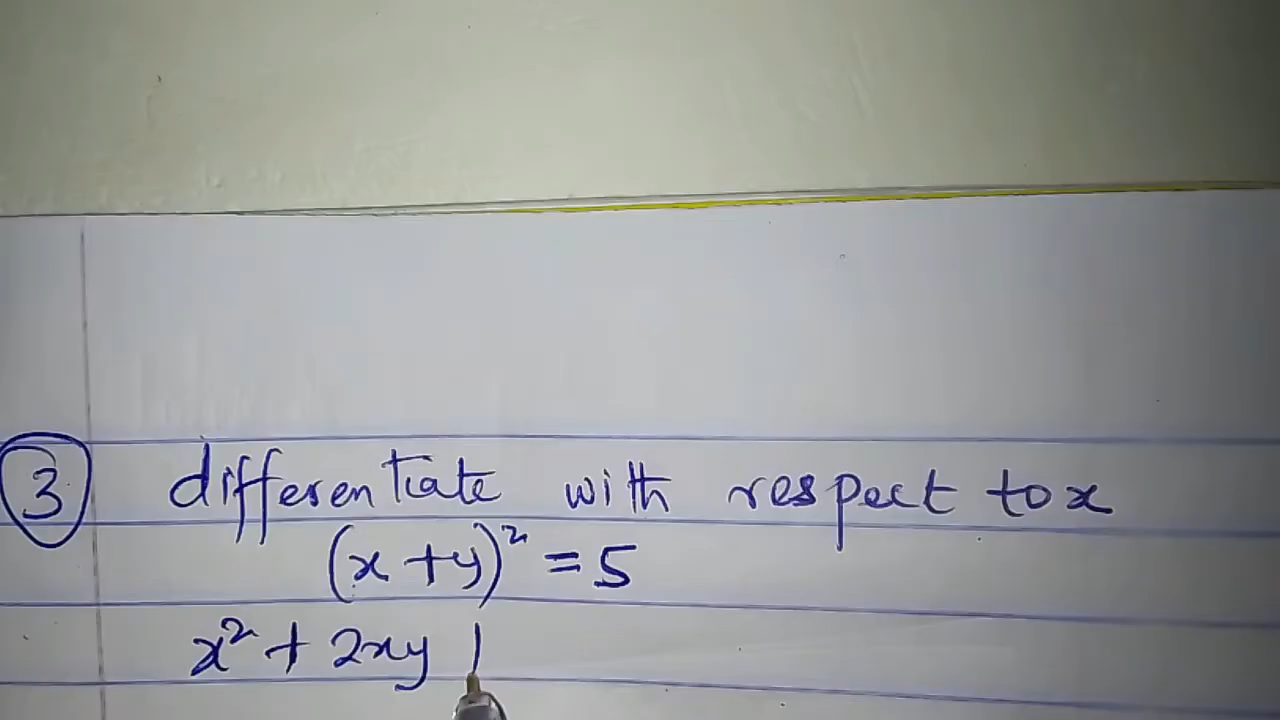 3 differentiate with respect to x
(x + y)² = 5
x² + 2xy